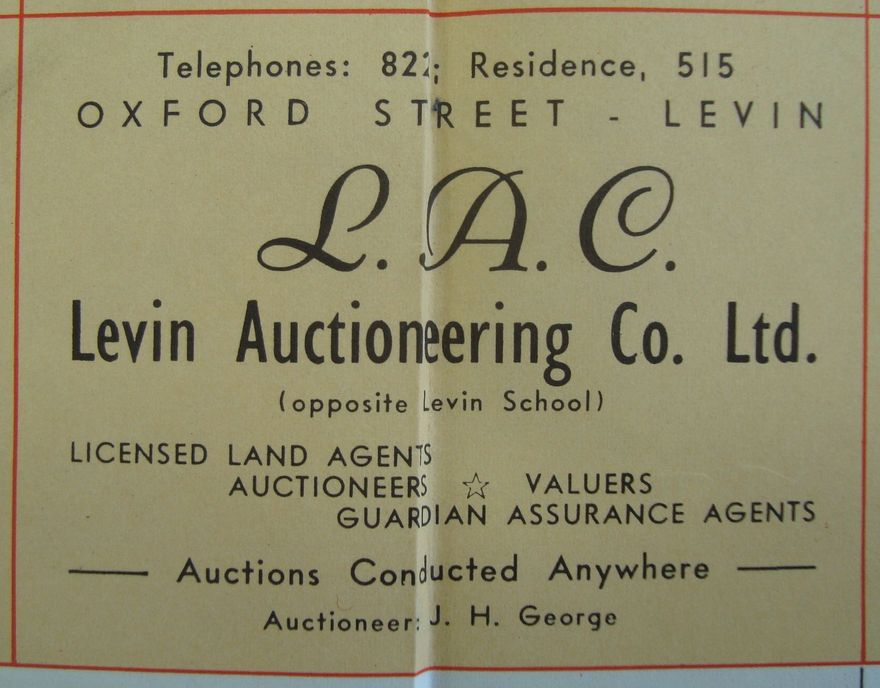 Telephones: 822; Residence, 515
OXFORD STREET - LEVIN
L.A.C.
Levin Auctioneering Co. Ltd.
(opposite Levin School)
LICENSED LAND AGENTS
AUCTIONEERS ☆ VALUERS
GUARDIAN ASSURANCE AGENTS
— Auctions Conducted Anywhere —
Auctioneer: J. H. George